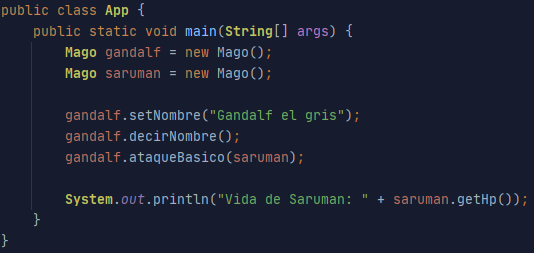 public class App {
    public static void main(String[] args) {
        Mago gandalf = new Mago();
        Mago saruman = new Mago();

        gandalf.setNombre("Gandalf el gris");
        gandalf.decirNombre();
        gandalf.ataqueBasico(saruman);

        System.out.println("Vida de Saruman: " + saruman.getHp());
    }
}